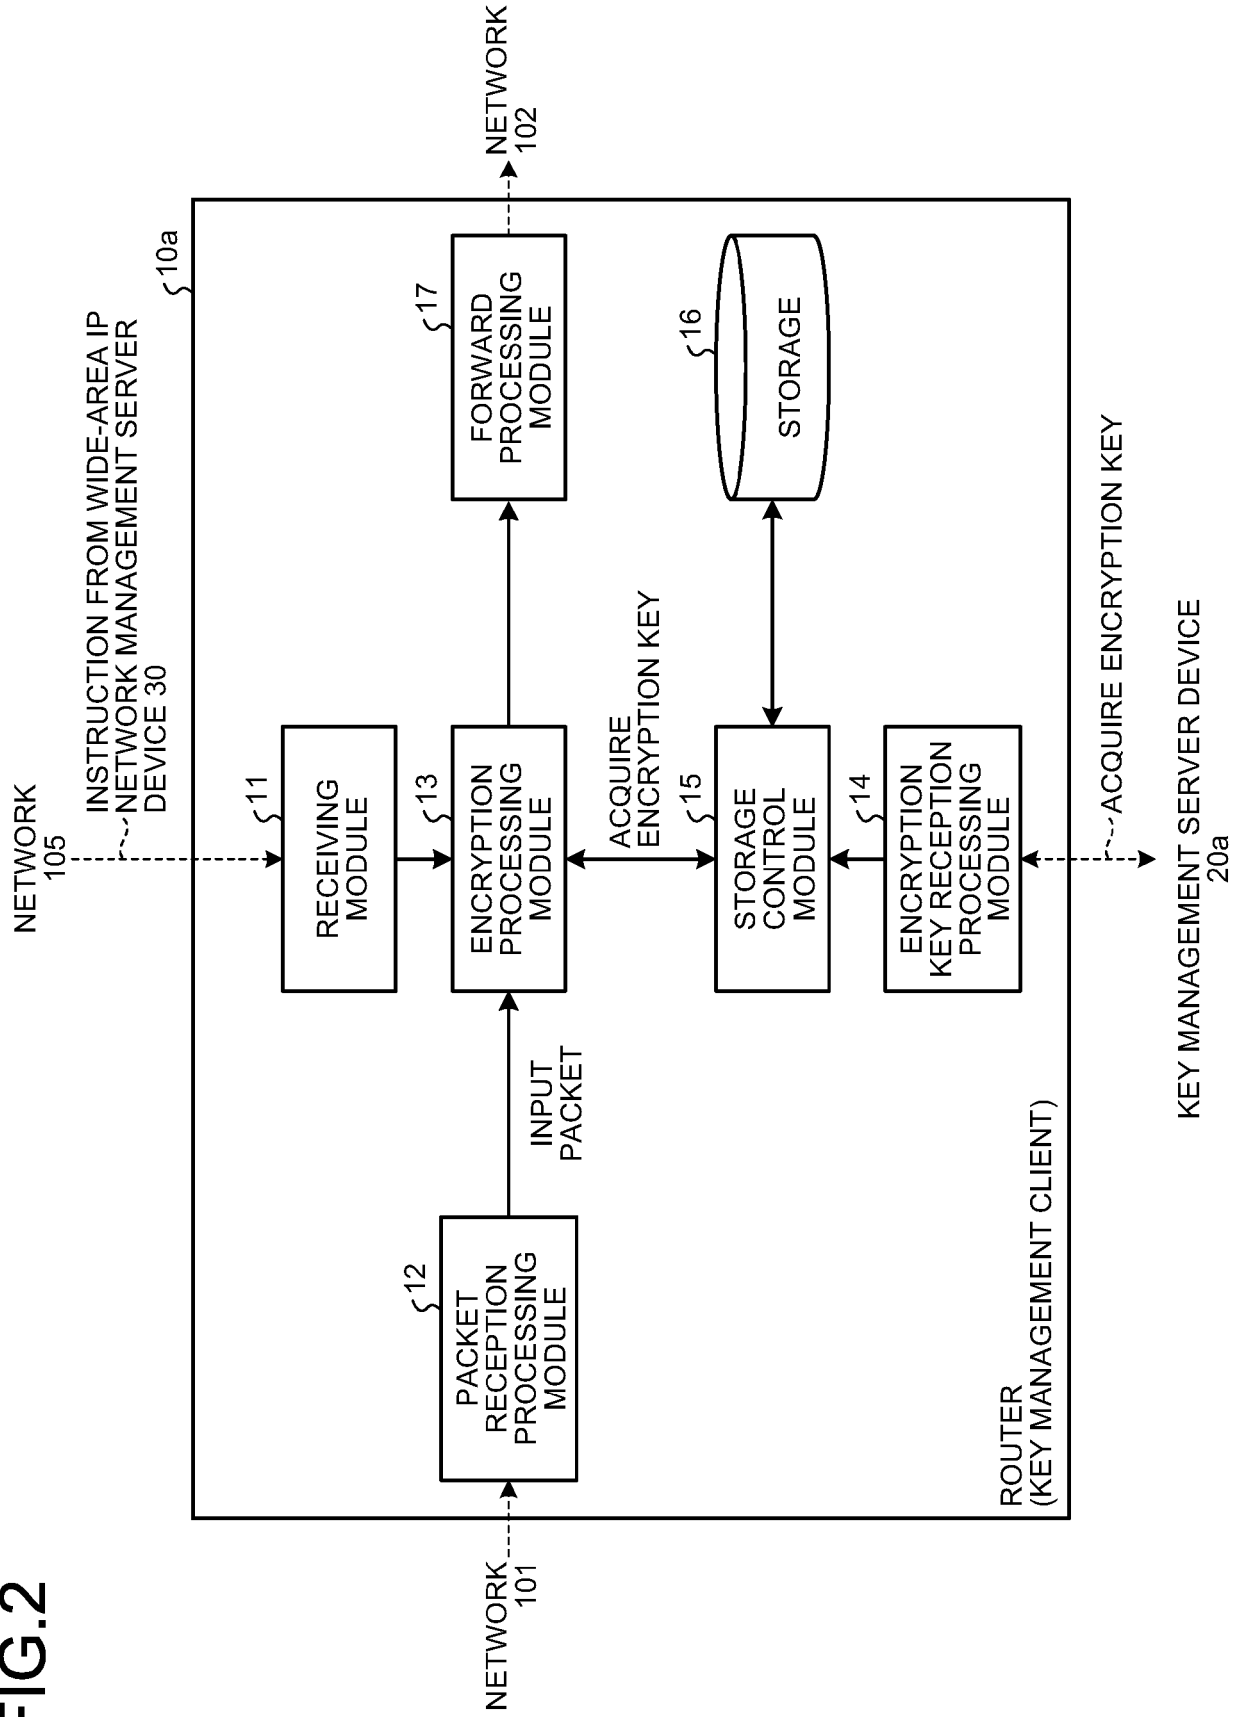 FIG.2
NETWORK
105
INSTRUCTION FROM WIDE-AREA IP
NETWORK MANAGEMENT SERVER
DEVICE 30
10a
11
RECEIVING
MODULE
NETWORK
101
12
PACKET
RECEPTION
PROCESSING
MODULE
INPUT
PACKET
13
ENCRYPTION
PROCESSING
MODULE
17
FORWARD
PROCESSING
MODULE
NETWORK
102
ACQUIRE
ENCRYPTION KEY
15
STORAGE
CONTROL
MODULE
16
STORAGE
14
ENCRYPTION
KEY RECEPTION
PROCESSING
MODULE
ROUTER
(KEY MANAGEMENT CLIENT)
ACQUIRE ENCRYPTION KEY
KEY MANAGEMENT SERVER DEVICE
20a